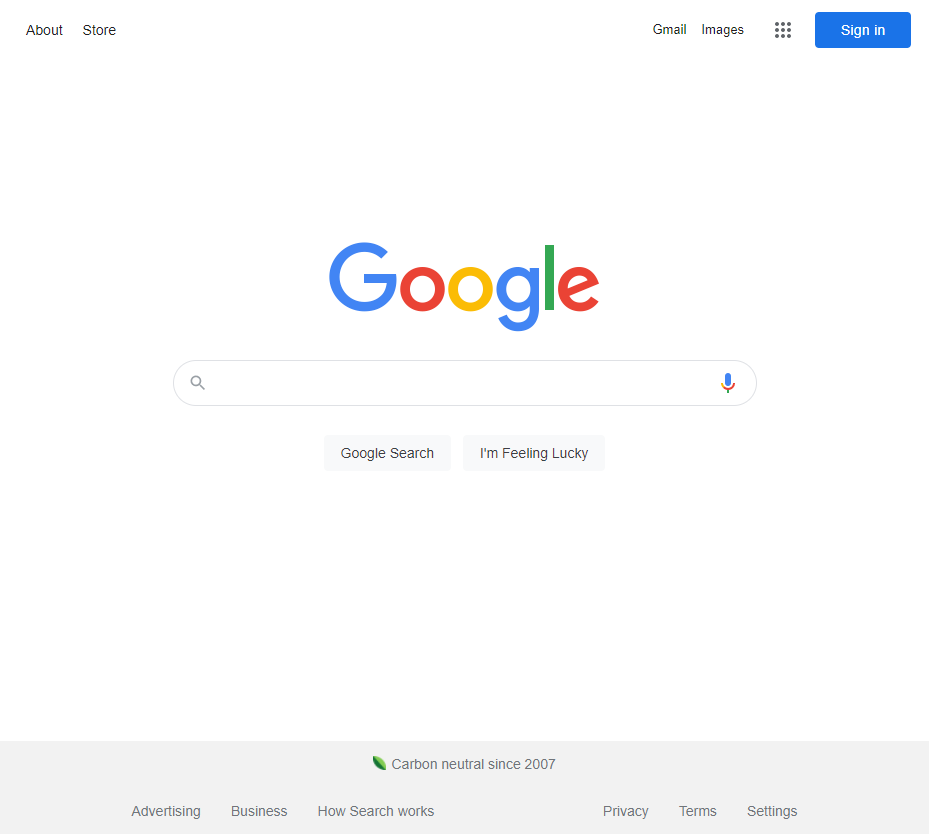 About Store Gmail Images Sign in
Google
Google Search I'm Feeling Lucky
Carbon neutral since 2007
Advertising Business How Search works Privacy Terms Settings